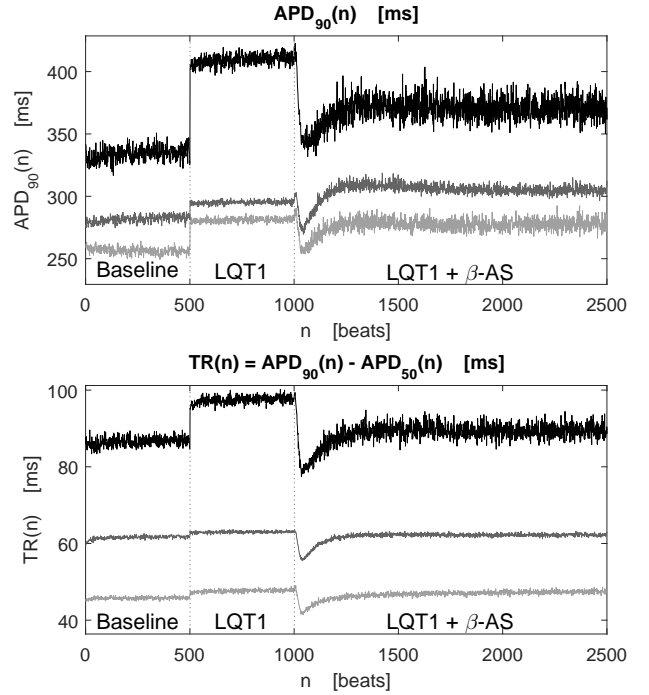 APD90(n) [ms]
APD90(n) [ms]
400
350
300
250
Baseline LQT1 LQT1 + β-AS
0 500 1000 1500 2000 2500
n [beats]
TR(n) = APD90(n) - APD50(n) [ms]
TR(n) [ms]
100
80
60
40
Baseline LQT1 LQT1 + β-AS
0 500 1000 1500 2000 2500
n [beats]